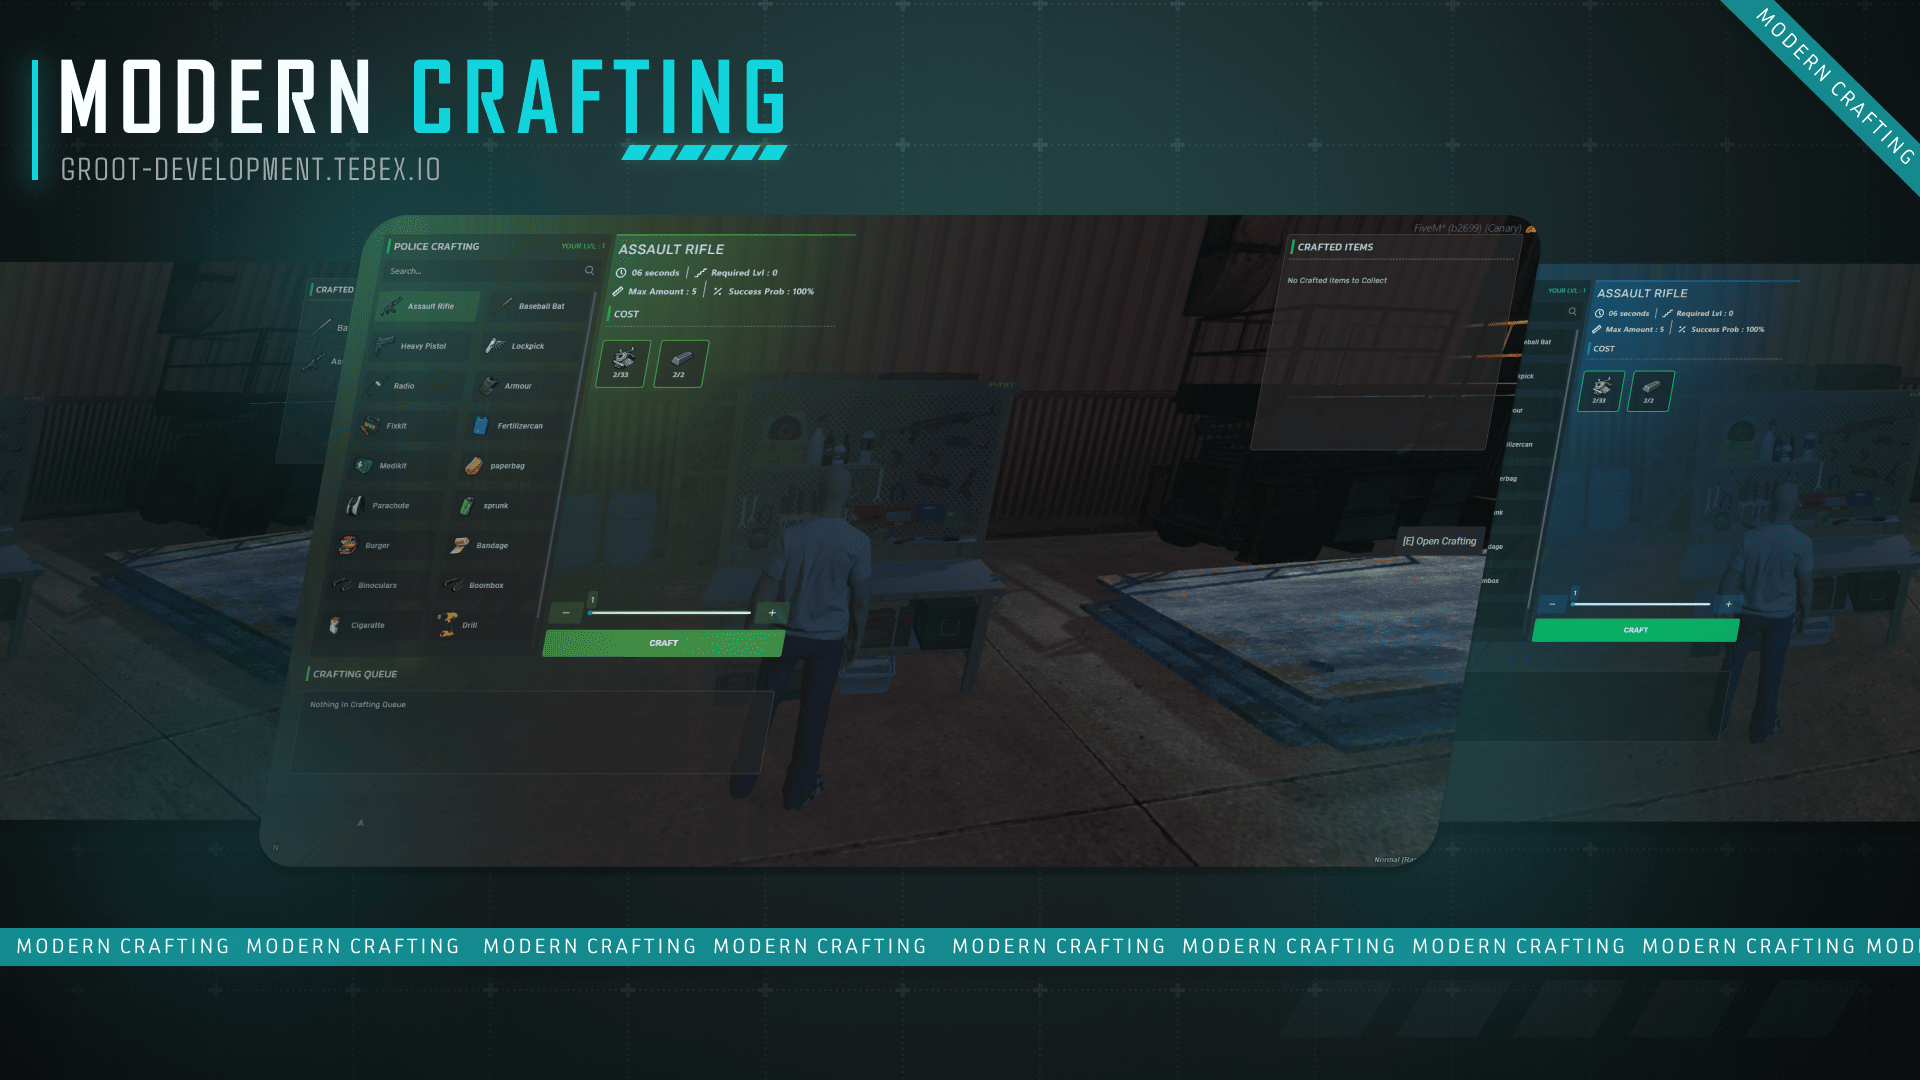 MODERN CRAFTING
GROOT-DEVELOPMENT.TEBEX.IO
MODERN CRAFTING
FiveM* (b2699) (Canary)
POLICE CRAFTING
YOUR LVL : 1
Search...
Assault Rifle
Baseball Bat
Heavy Pistol
Lockpick
Radio
Armour
Fixkit
Fertilizercan
Medikit
paperbag
Parachute
sprunk
Burger
Bandage
Binoculars
Boombox
Cigaratte
Drill
ASSAULT RIFLE
06 seconds | Required Lvl : 0
Max Amount : 5 | Success Prob : 100%
COST
2/33
2/2
1
CRAFT
CRAFTING QUEUE
Nothing in Crafting Queue
CRAFTED ITEMS
No Crafted Items to Collect
[E] Open Crafting
N
CRAFTED
Ba
As
YOUR LVL : 1
eball Bat
kpick
our
ilizercan
erbag
nk
dage
mbox
ASSAULT RIFLE
06 seconds | Required Lvl : 0
Max Amount : 5 | Success Prob : 100%
COST
2/33
2/2
1
CRAFT
MODERN CRAFTING MODERN CRAFTING MODERN CRAFTING MODERN CRAFTING MODERN CRAFTING MODERN CRAFTING MODERN CRAFTING MODERN CRAFTING MOD